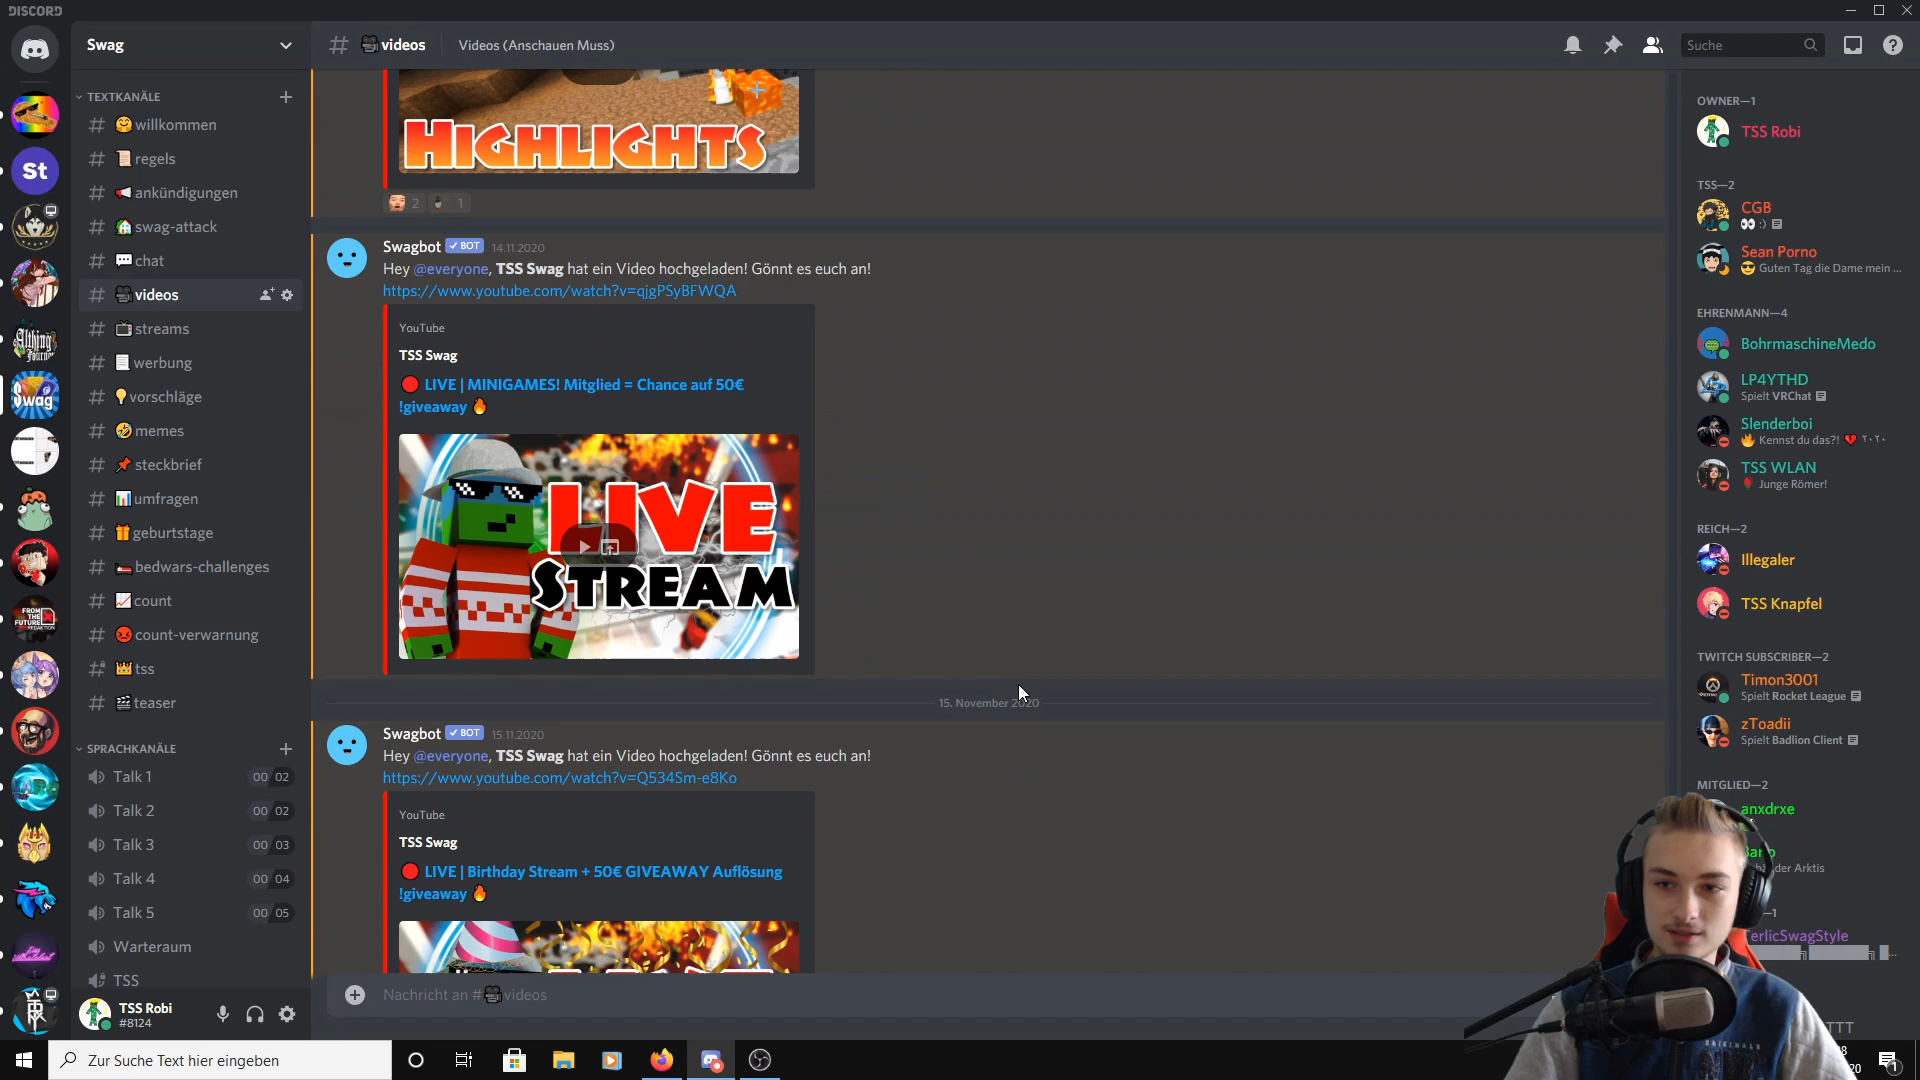 DISCORD
Swag
videos
Videos (Anschauen Muss)
Suche
TEXTKANÄLE
willkommen
regels
ankündigungen
swag-attack
chat
videos
streams
werbung
vorschläge
memes
steckbrief
umfragen
geburtstage
bedwars-challenges
count
count-verwarnung
tss
teaser
SPRACHKANÄLE
Talk 1 00 02
Talk 2 00 02
Talk 3 00 03
Talk 4 00 04
Talk 5 00 05
Warteraum
TSS
TSS Robi
#8124
St
Swag
HIGHLIGHTS
2 1
Swagbot BOT 14.11.2020
Hey @everyone, TSS Swag hat ein Video hochgeladen! Gönnt es euch an!
https://www.youtube.com/watch?v=qjgPSyBFWQA
YouTube
TSS Swag
LIVE | MINIGAMES! Mitglied = Chance auf 50€
!giveaway
LIVE
STREAM
15. November 2020
Swagbot BOT 15.11.2020
Hey @everyone, TSS Swag hat ein Video hochgeladen! Gönnt es euch an!
https://www.youtube.com/watch?v=Q534Sm-e8Ko
YouTube
TSS Swag
LIVE | Birthday Stream + 50€ GIVEAWAY Auflösung
!giveaway
Nachricht an # videos
OWNER—1
TSS Robi
TSS—2
CGB
:)
Sean Porno
Guten Tag die Dame mein ...
EHRENMANN—4
BohrmaschineMedo
LP4YTHD
Spielt VRChat
Slenderboi
Kennst du das?! ٢٠٢٠
TSS WLAN
Junge Römer!
REICH—2
Illegaler
TSS Knapfel
TWITCH SUBSCRIBER—2
Timon3001
Spielt Rocket League
zToadii
Spielt Badlion Client
MITGLIED—2
anxdrxe
der Arktis
—1
erlicSwagStyle
Zur Suche Text hier eingeben
1